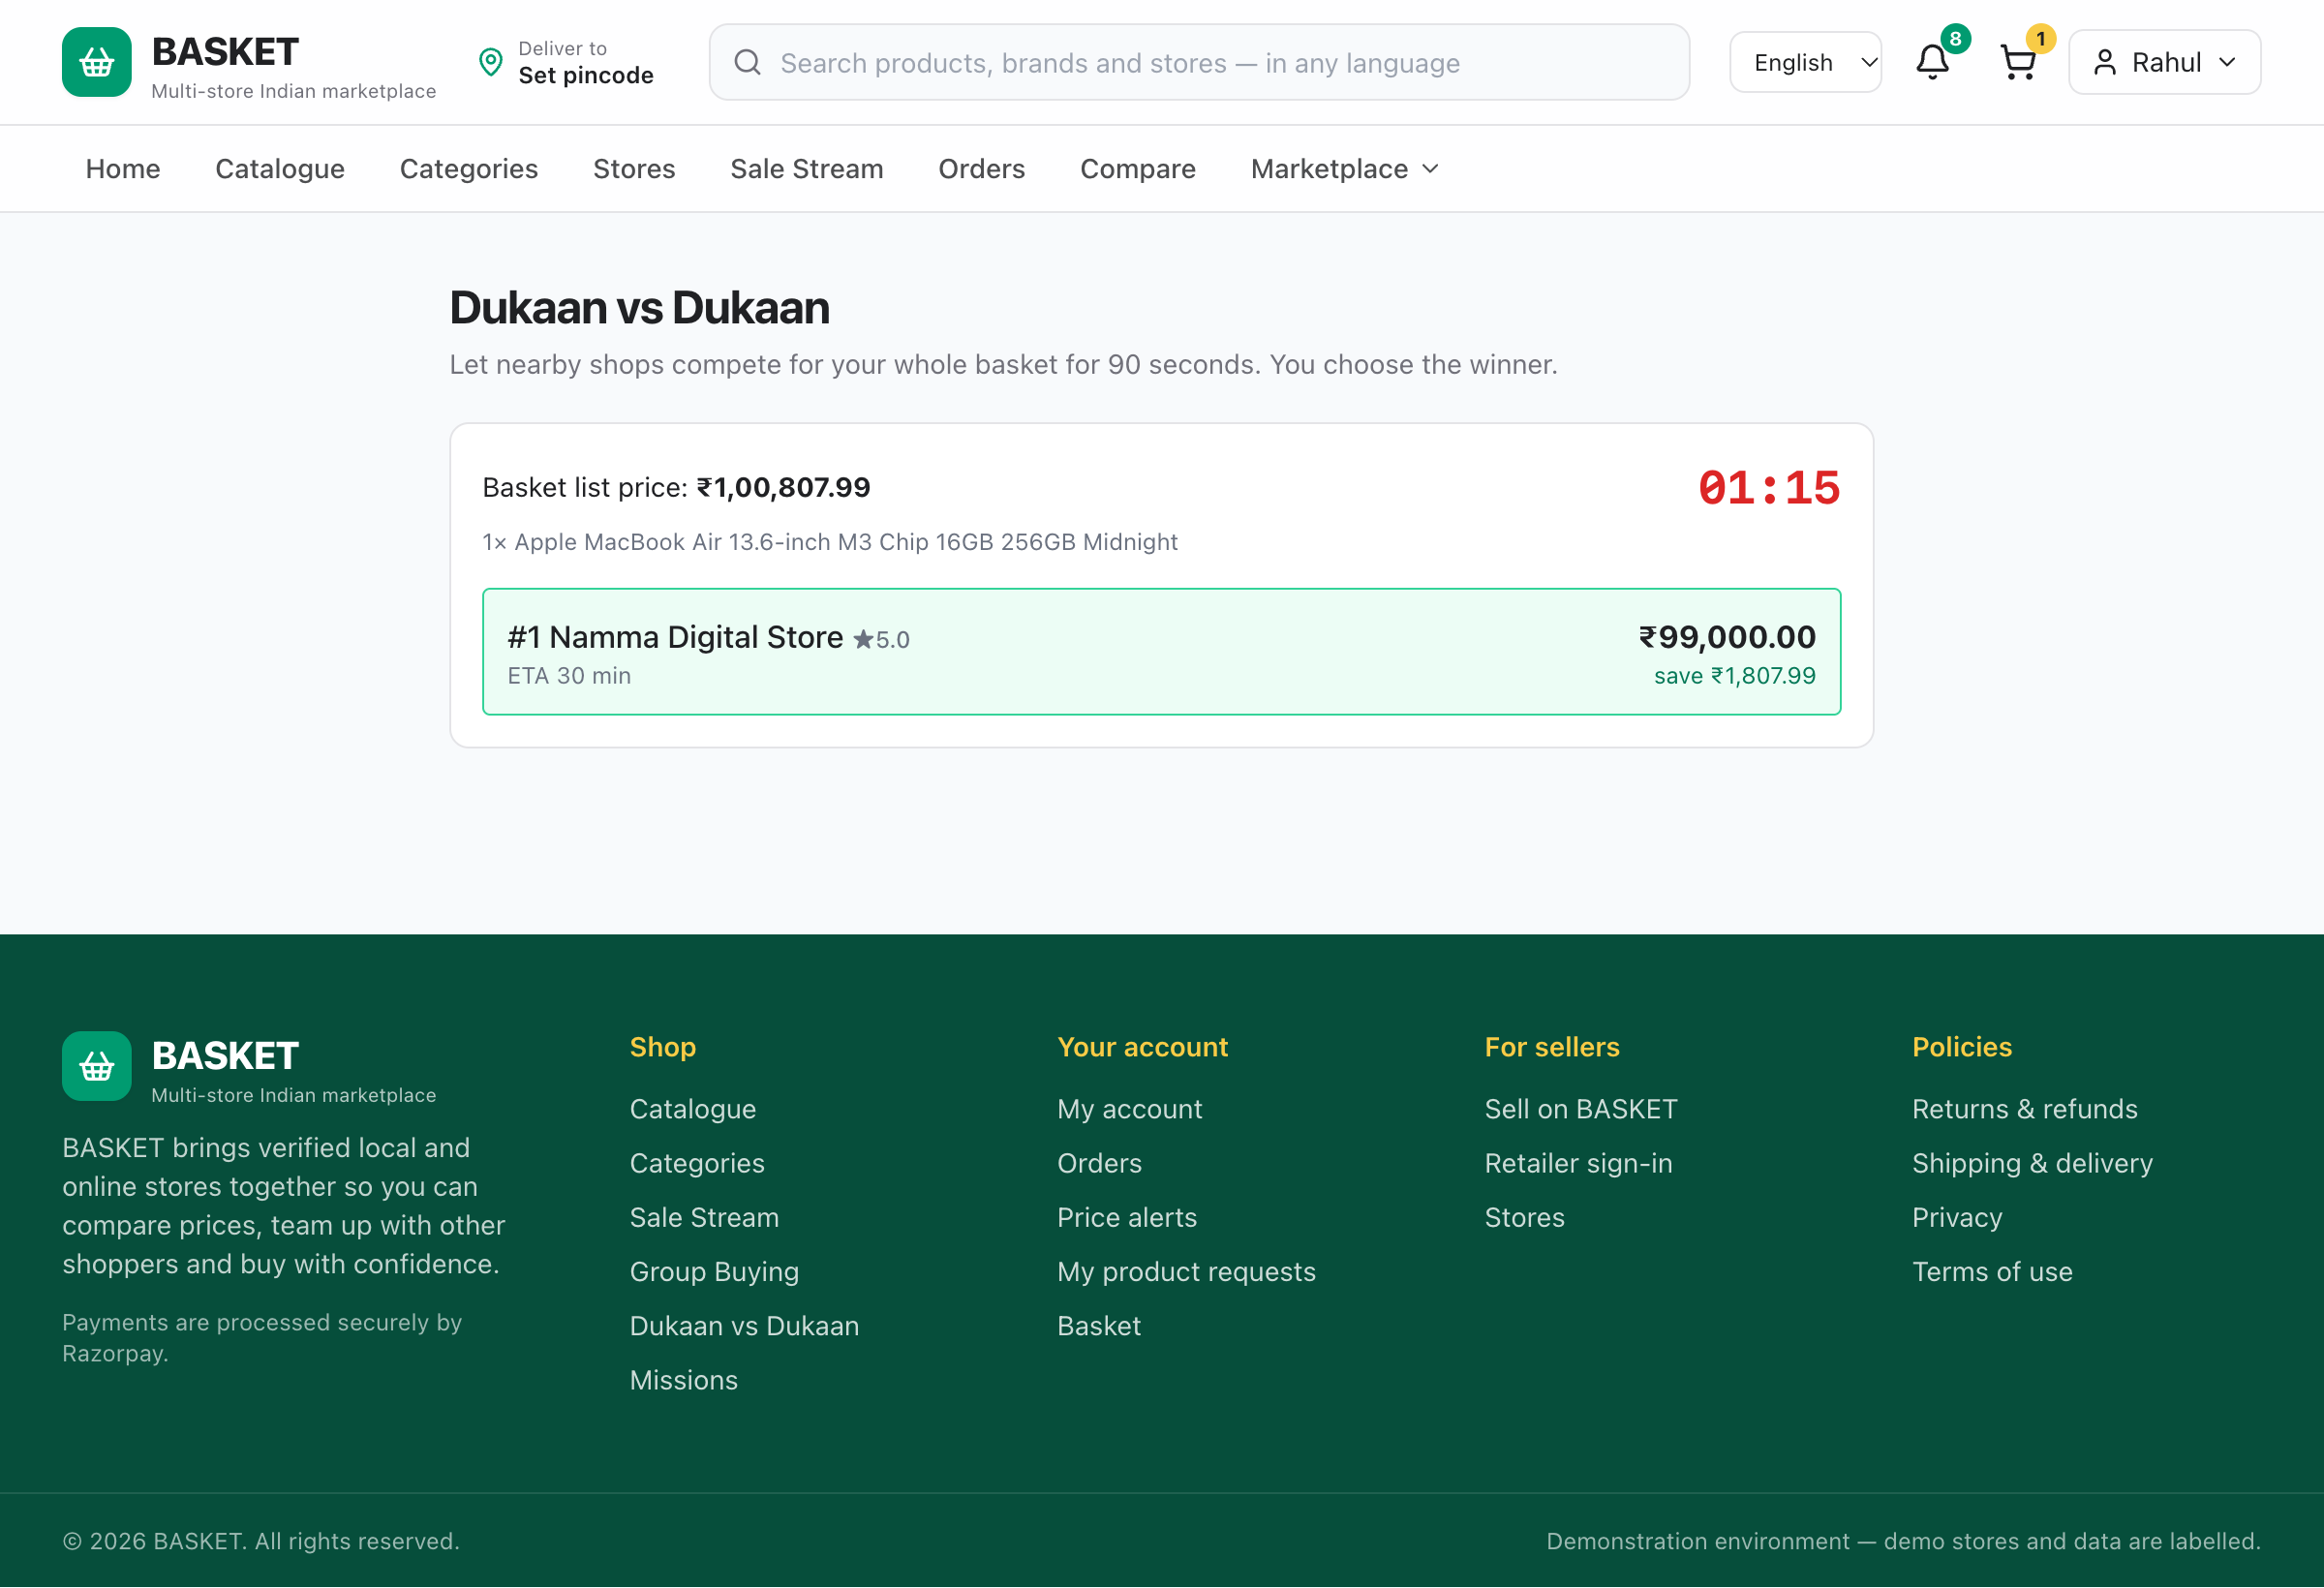 BASKET
Multi-store Indian marketplace
Deliver to
Set pincode
Search products, brands and stores — in any language
English
8
1
Rahul
Home
Catalogue
Categories
Stores
Sale Stream
Orders
Compare
Marketplace
Dukaan vs Dukaan
Let nearby shops compete for your whole basket for 90 seconds. You choose the winner.
Basket list price: ₹1,00,807.99
01:15
1× Apple MacBook Air 13.6-inch M3 Chip 16GB 256GB Midnight
#1 Namma Digital Store ★5.0
₹99,000.00
ETA 30 min
save ₹1,807.99
BASKET
Multi-store Indian marketplace
BASKET brings verified local and
online stores together so you can
compare prices, team up with other
shoppers and buy with confidence.
Payments are processed securely by
Razorpay.
Shop
Catalogue
Categories
Sale Stream
Group Buying
Dukaan vs Dukaan
Missions
Your account
My account
Orders
Price alerts
My product requests
Basket
For sellers
Sell on BASKET
Retailer sign-in
Stores
Policies
Returns & refunds
Shipping & delivery
Privacy
Terms of use
© 2026 BASKET. All rights reserved.
Demonstration environment — demo stores and data are labelled.